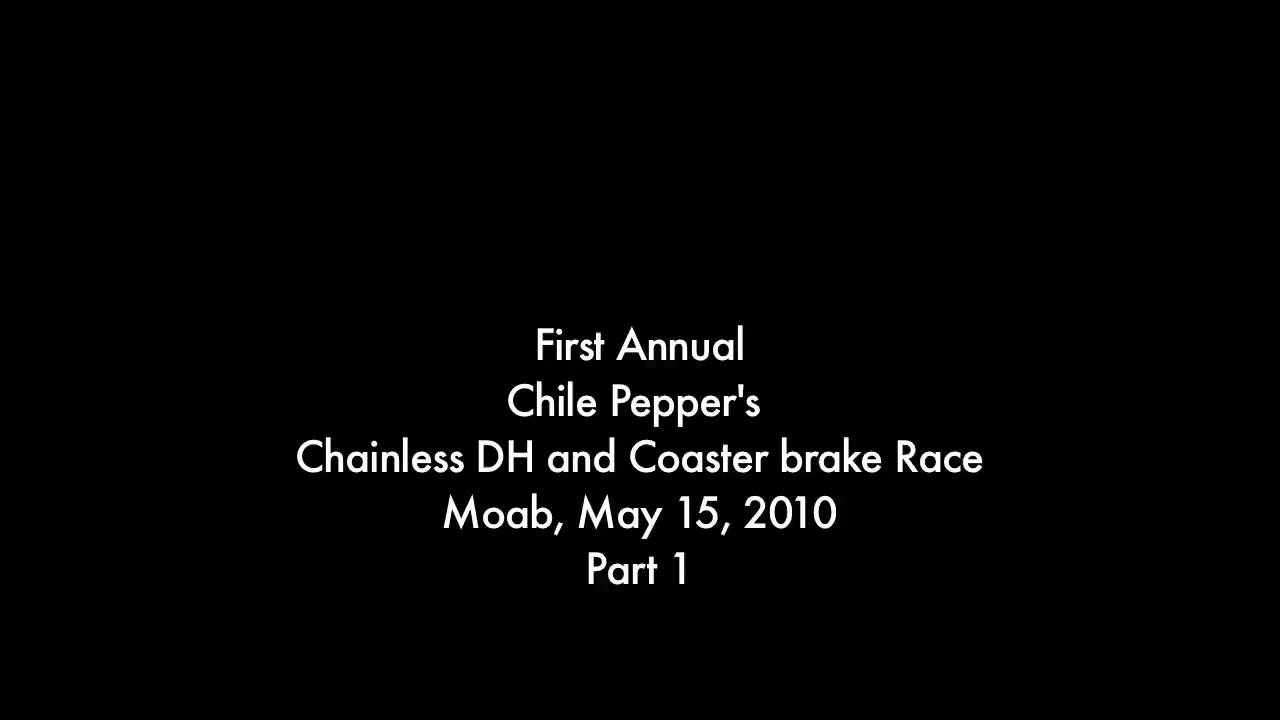 First Annual
Chile Pepper's
Chainless DH and Coaster brake Race
Moab, May 15, 2010
Part 1